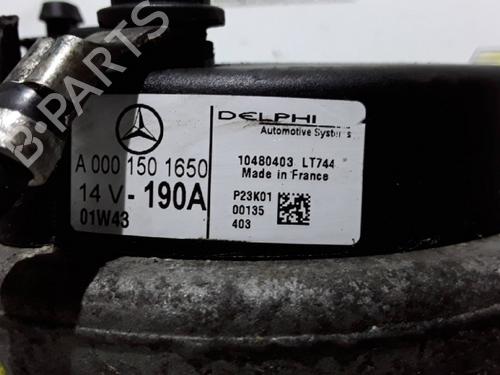 DELPHI
Automotive Systems
A 000 150 1650
14 V - 190A
01W43
10480403 LT744
Made in France
P23K01
00135
403
B-PARTS